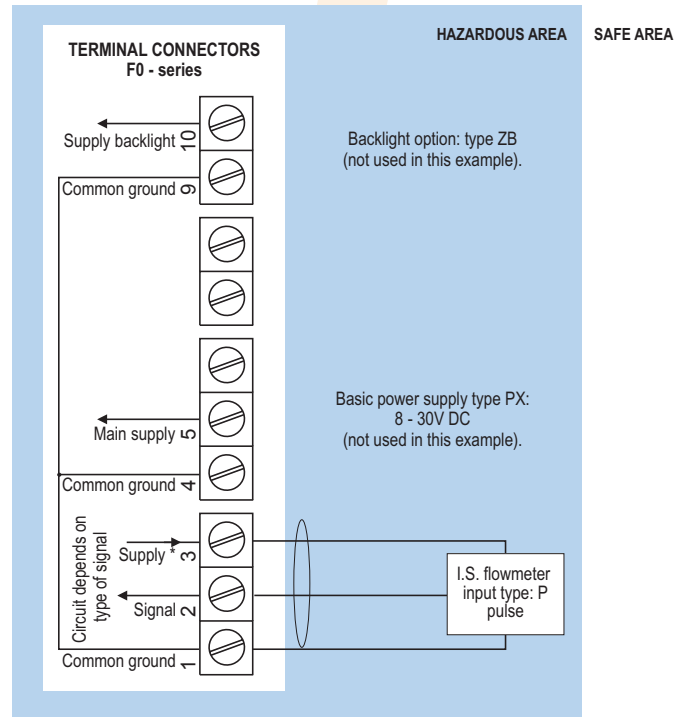 HAZARDOUS AREA
SAFE AREA
TERMINAL CONNECTORS
F0 - series
Supply backlight
10
Backlight option: type ZB
(not used in this example).
Common ground
9
Basic power supply type PX:
8 - 30V DC
(not used in this example).
Main supply
5
Common ground
4
Circuit depends on
type of signal
Supply *
3
I.S. flowmeter
input type: P
pulse
Signal
2
Common ground
1